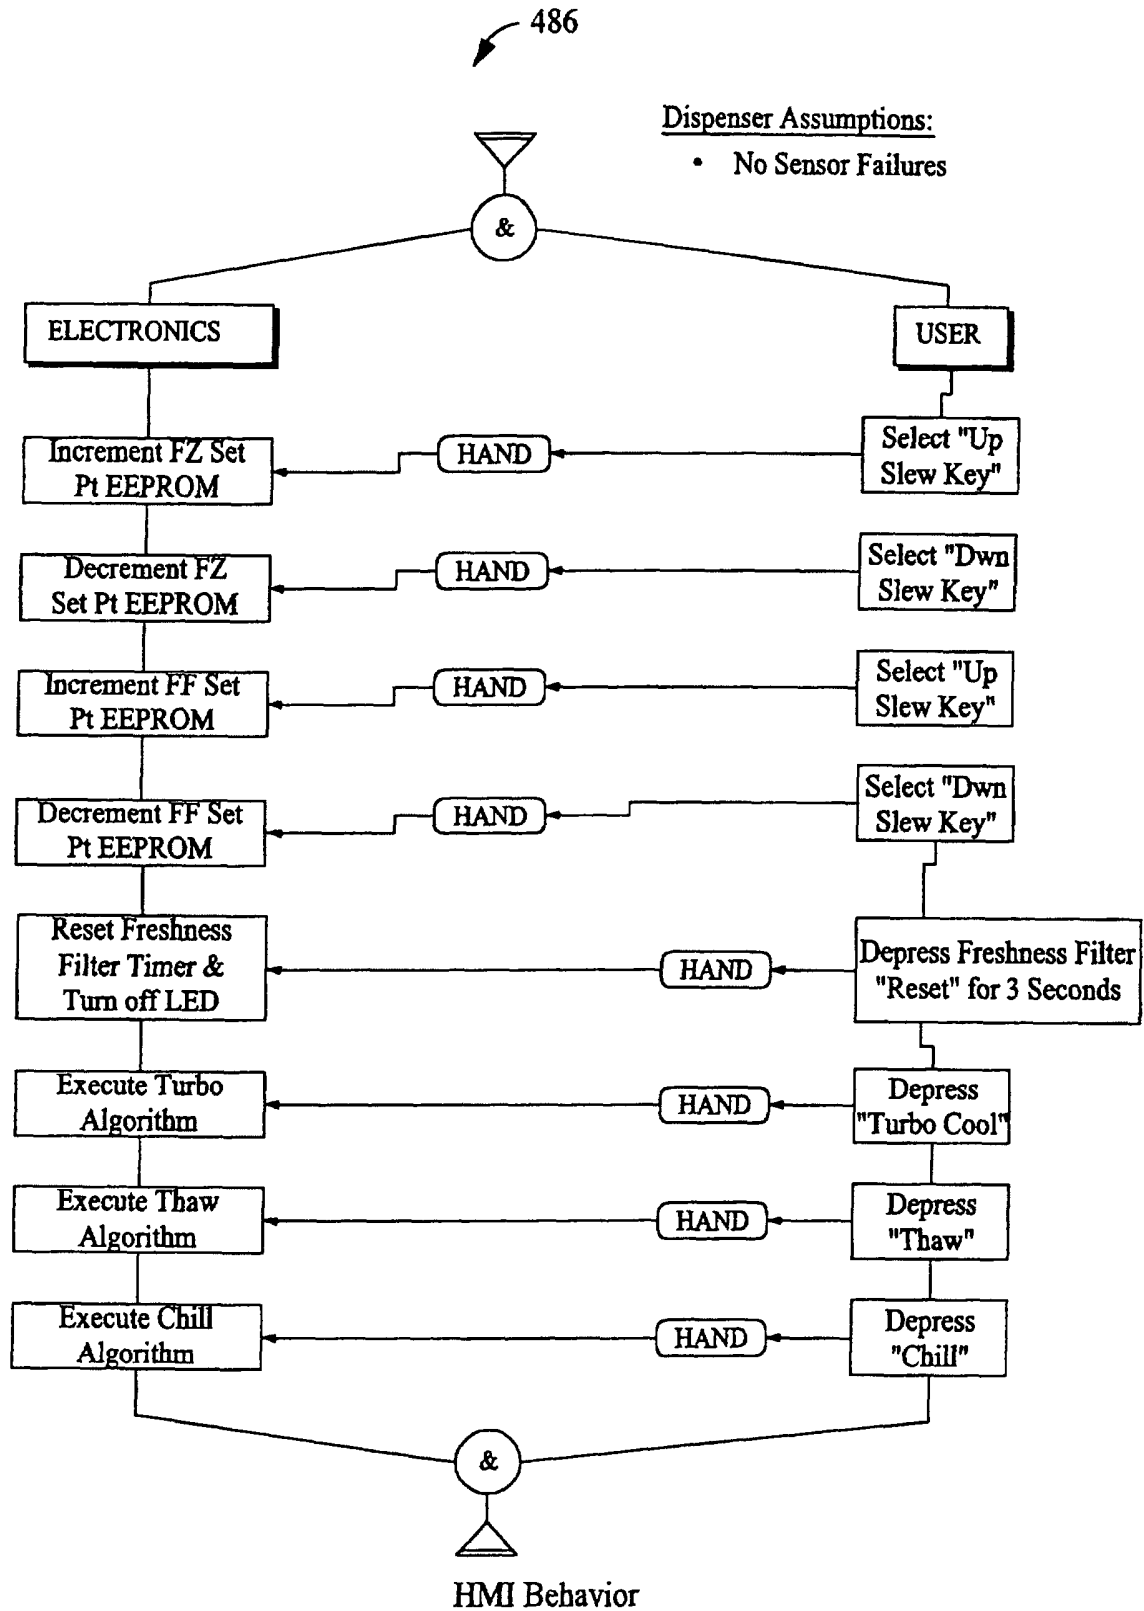 486
Dispenser Assumptions:
• No Sensor Failures
&
ELECTRONICS
USER
Increment FZ Set
Pt EEPROM
HAND
Select "Up
Slew Key"
Decrement FZ
Set Pt EEPROM
HAND
Select "Dwn
Slew Key"
Increment FF Set
Pt EEPROM
HAND
Select "Up
Slew Key"
Decrement FF Set
Pt EEPROM
HAND
Select "Dwn
Slew Key"
Reset Freshness
Filter Timer &
Turn off LED
HAND
Depress Freshness Filter
"Reset" for 3 Seconds
Execute Turbo
Algorithm
HAND
Depress
"Turbo Cool"
Execute Thaw
Algorithm
HAND
Depress
"Thaw"
Execute Chill
Algorithm
HAND
Depress
"Chill"
&
HMI Behavior